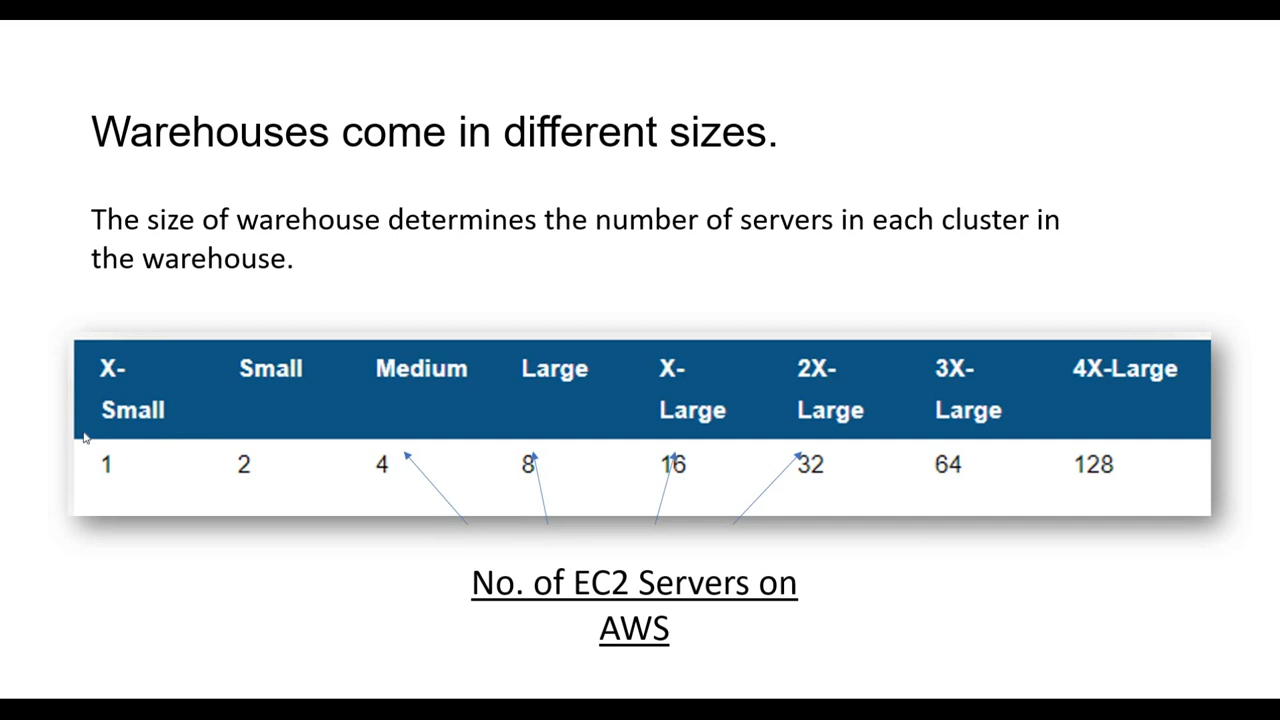 Warehouses come in different sizes.
The size of warehouse determines the number of servers in each cluster in
the warehouse.
X- Small Medium Large X- 2X- 3X- 4X-Large
Small Large Large Large
1 2 4 8 16 32 64 128
No. of EC2 Servers on
AWS